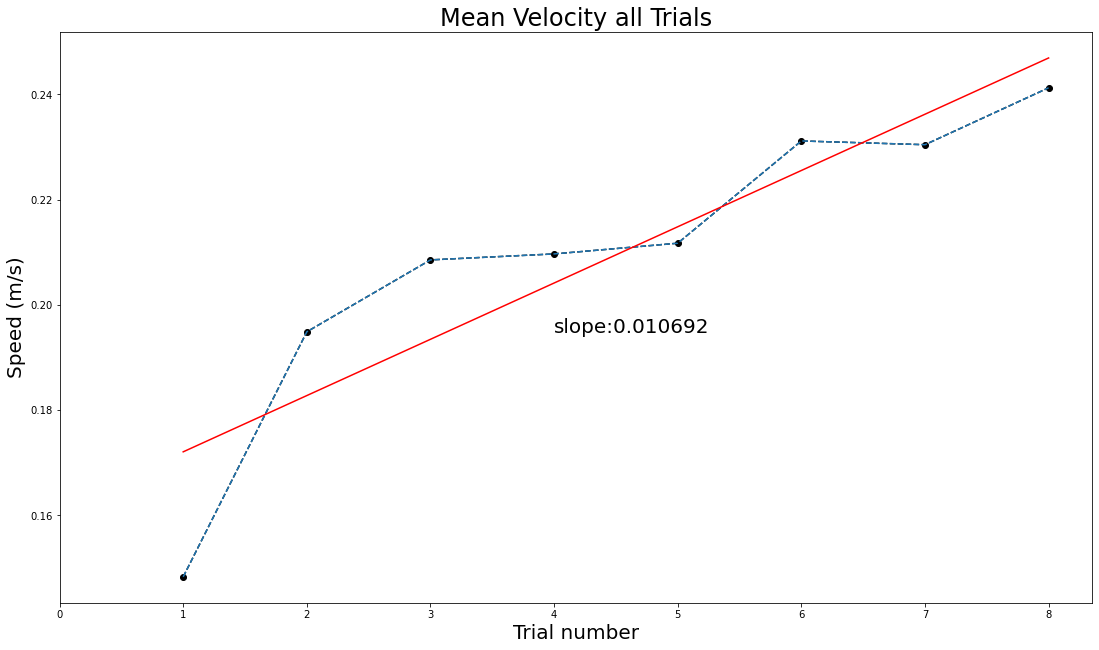 Mean Velocity all Trials
Speed (m/s)
0.24
0.22
0.20
0.18
0.16
slope:0.010692
0 1 2 3 4 5 6 7 8
Trial number